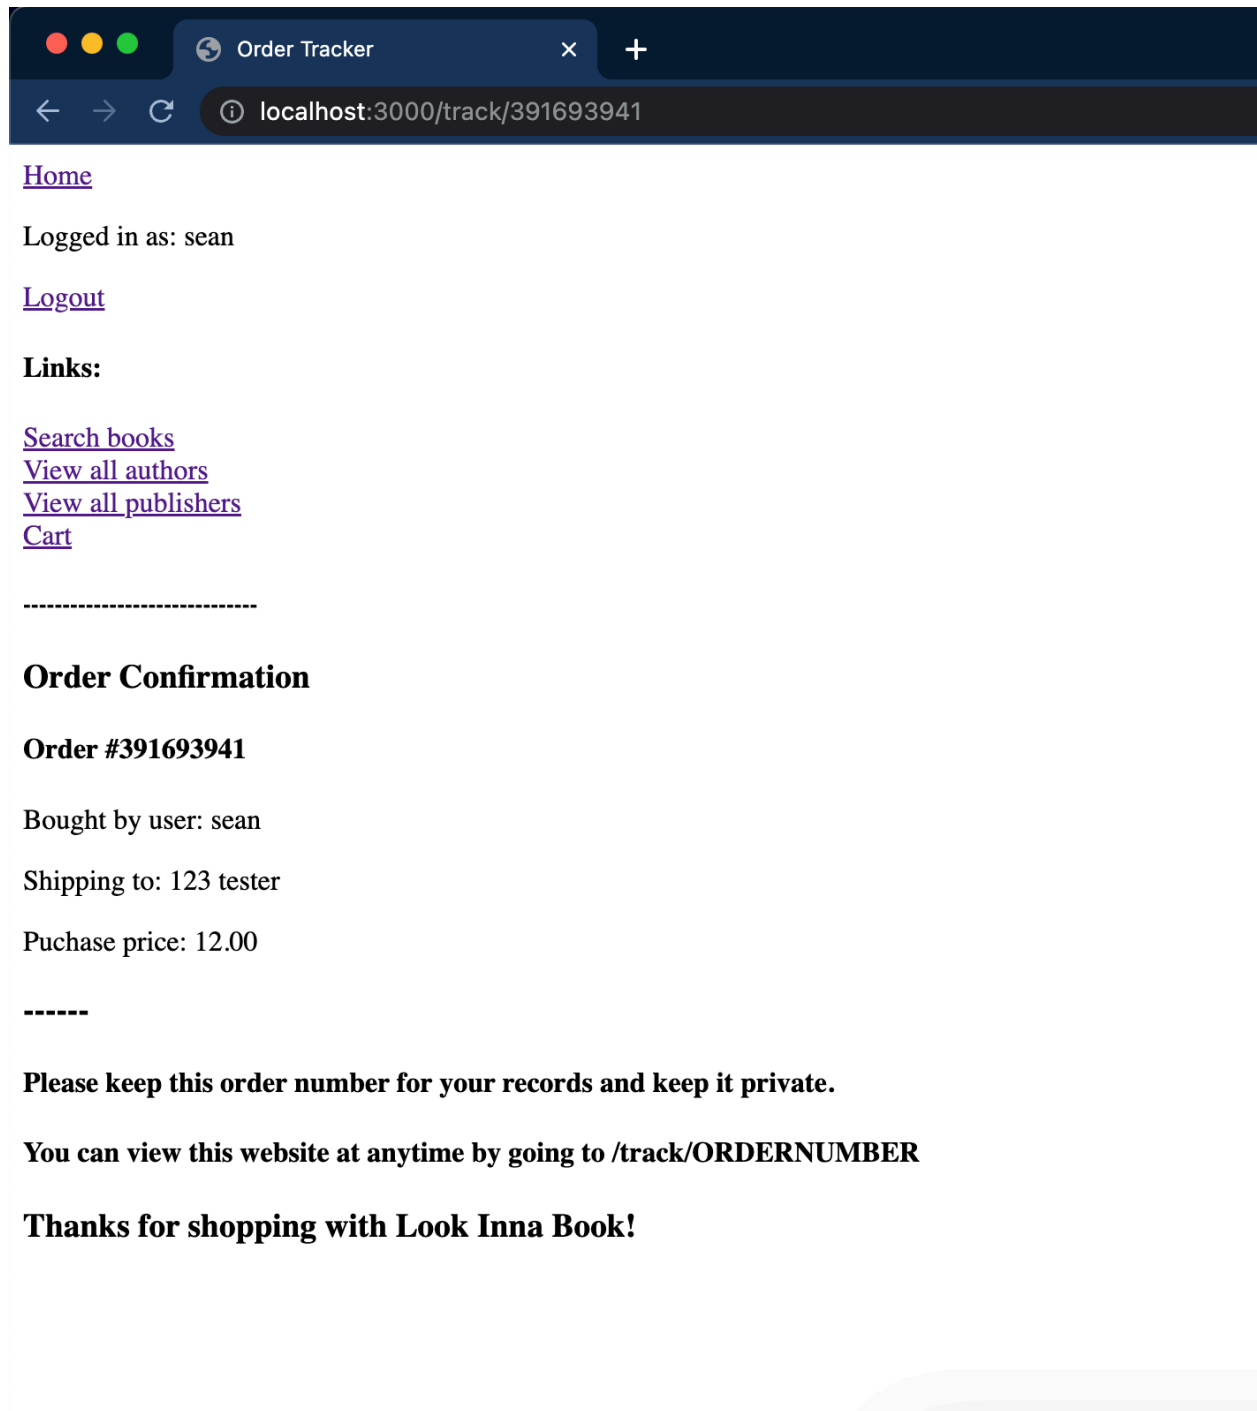 Order Tracker
localhost:3000/track/391693941
Home
Logged in as: sean
Logout
Links:
Search books
View all authors
View all publishers
Cart
------------------------------
Order Confirmation
Order #391693941
Bought by user: sean
Shipping to: 123 tester
Puchase price: 12.00
------
Please keep this order number for your records and keep it private.
You can view this website at anytime by going to /track/ORDERNUMBER
Thanks for shopping with Look Inna Book!